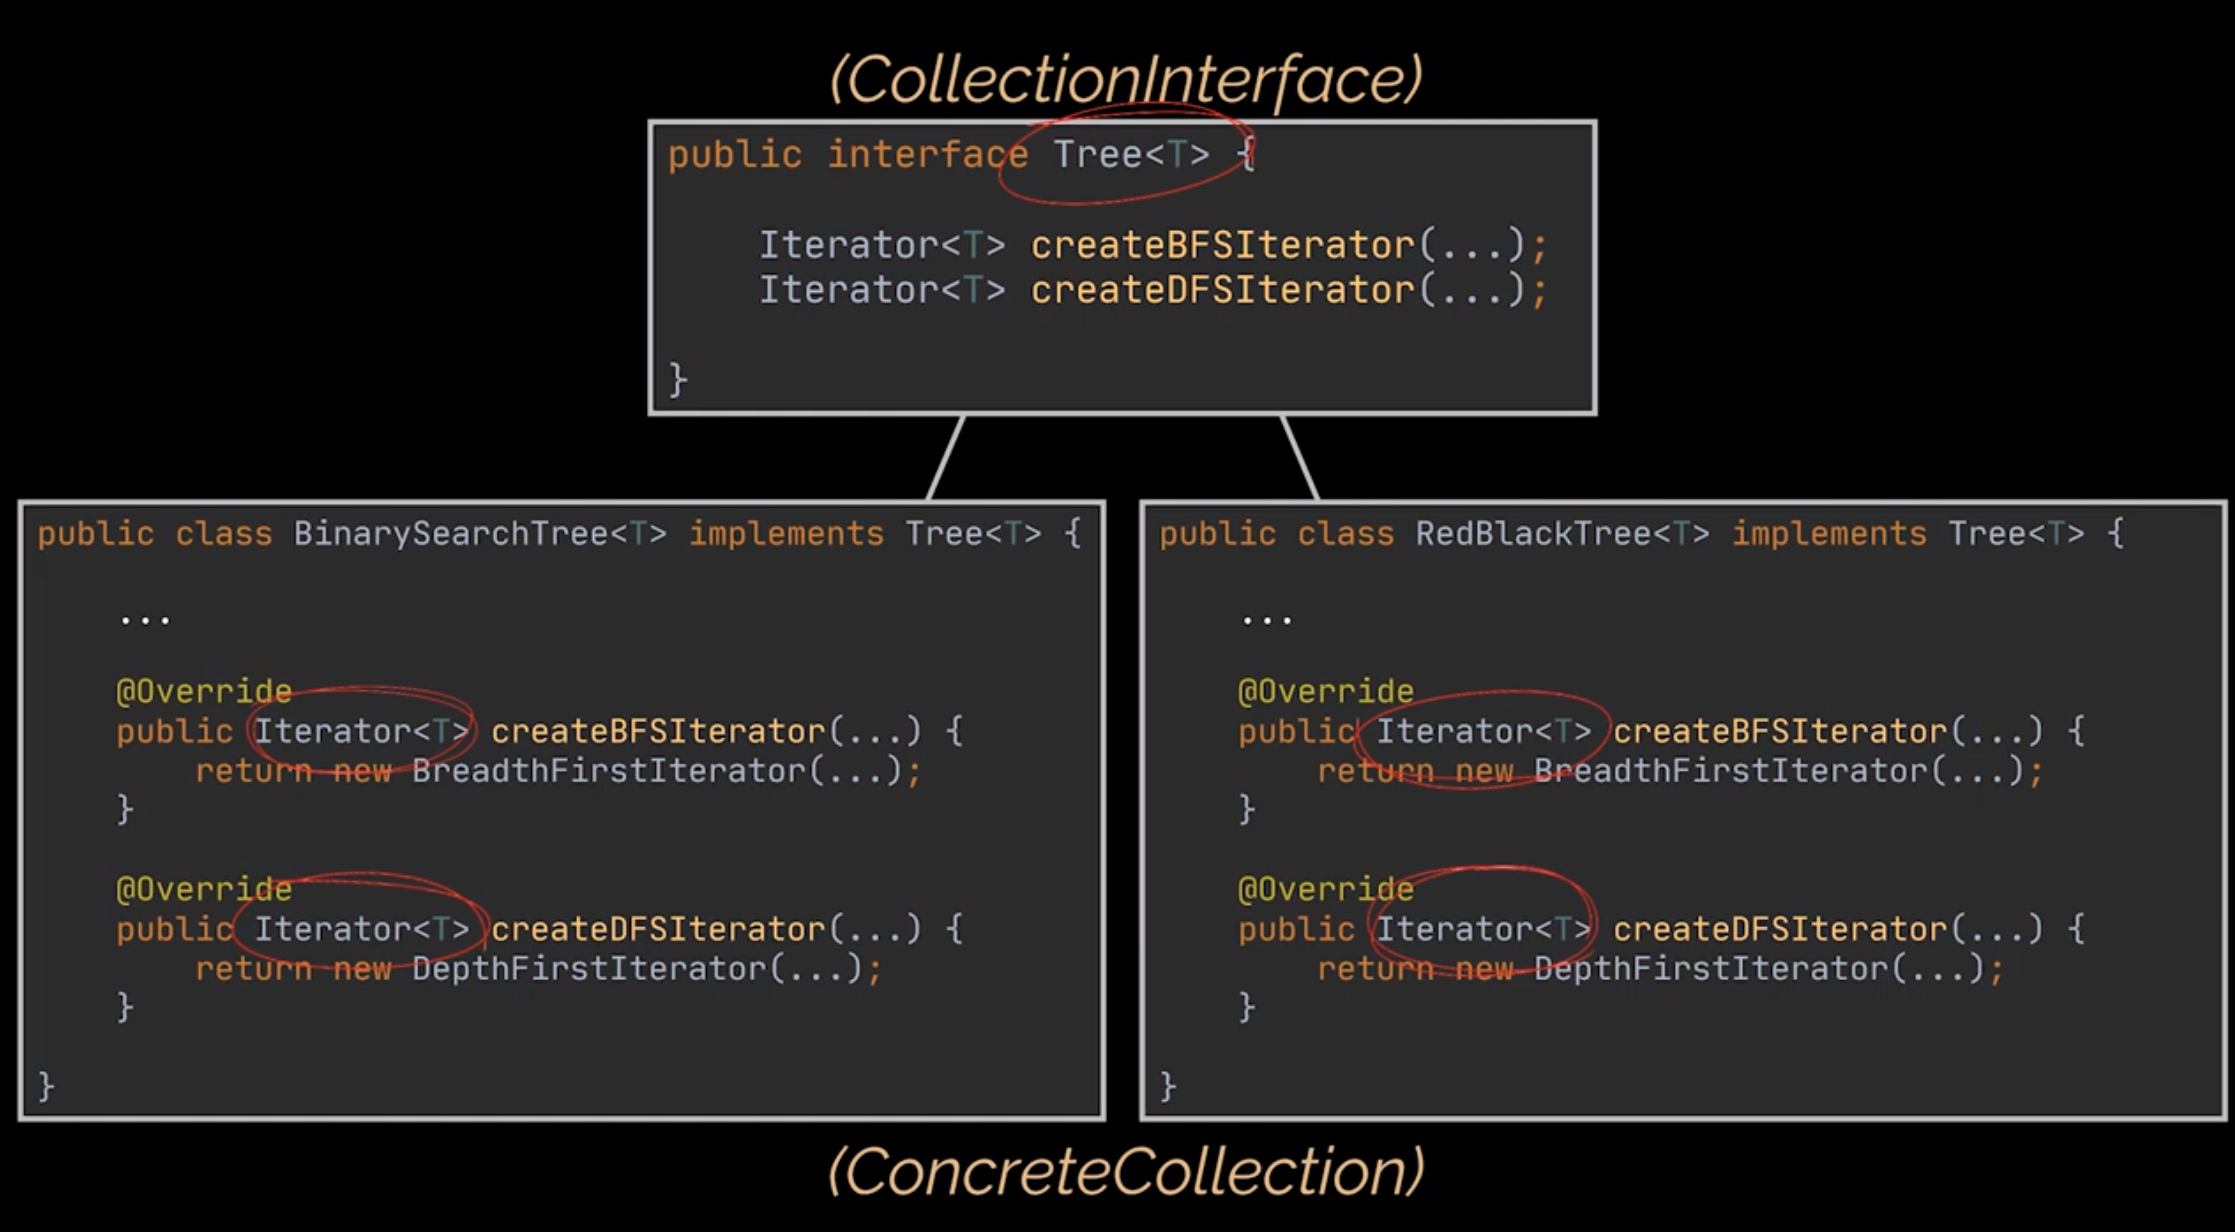 (CollectionInterface)
public interface Tree<T> {
Iterator<T> createBFSIterator(...);
Iterator<T> createDFSIterator(...);
}
public class BinarySearchTree<T> implements Tree<T> {
...
@Override
public Iterator<T> createBFSIterator(...) {
return new BreadthFirstIterator(...);
}
@Override
public Iterator<T> createDFSIterator(...) {
return new DepthFirstIterator(...);
}
}
public class RedBlackTree<T> implements Tree<T> {
...
@Override
public Iterator<T> createBFSIterator(...) {
return new BreadthFirstIterator(...);
}
@Override
public Iterator<T> createDFSIterator(...) {
return new DepthFirstIterator(...);
}
}
(ConcreteCollection)